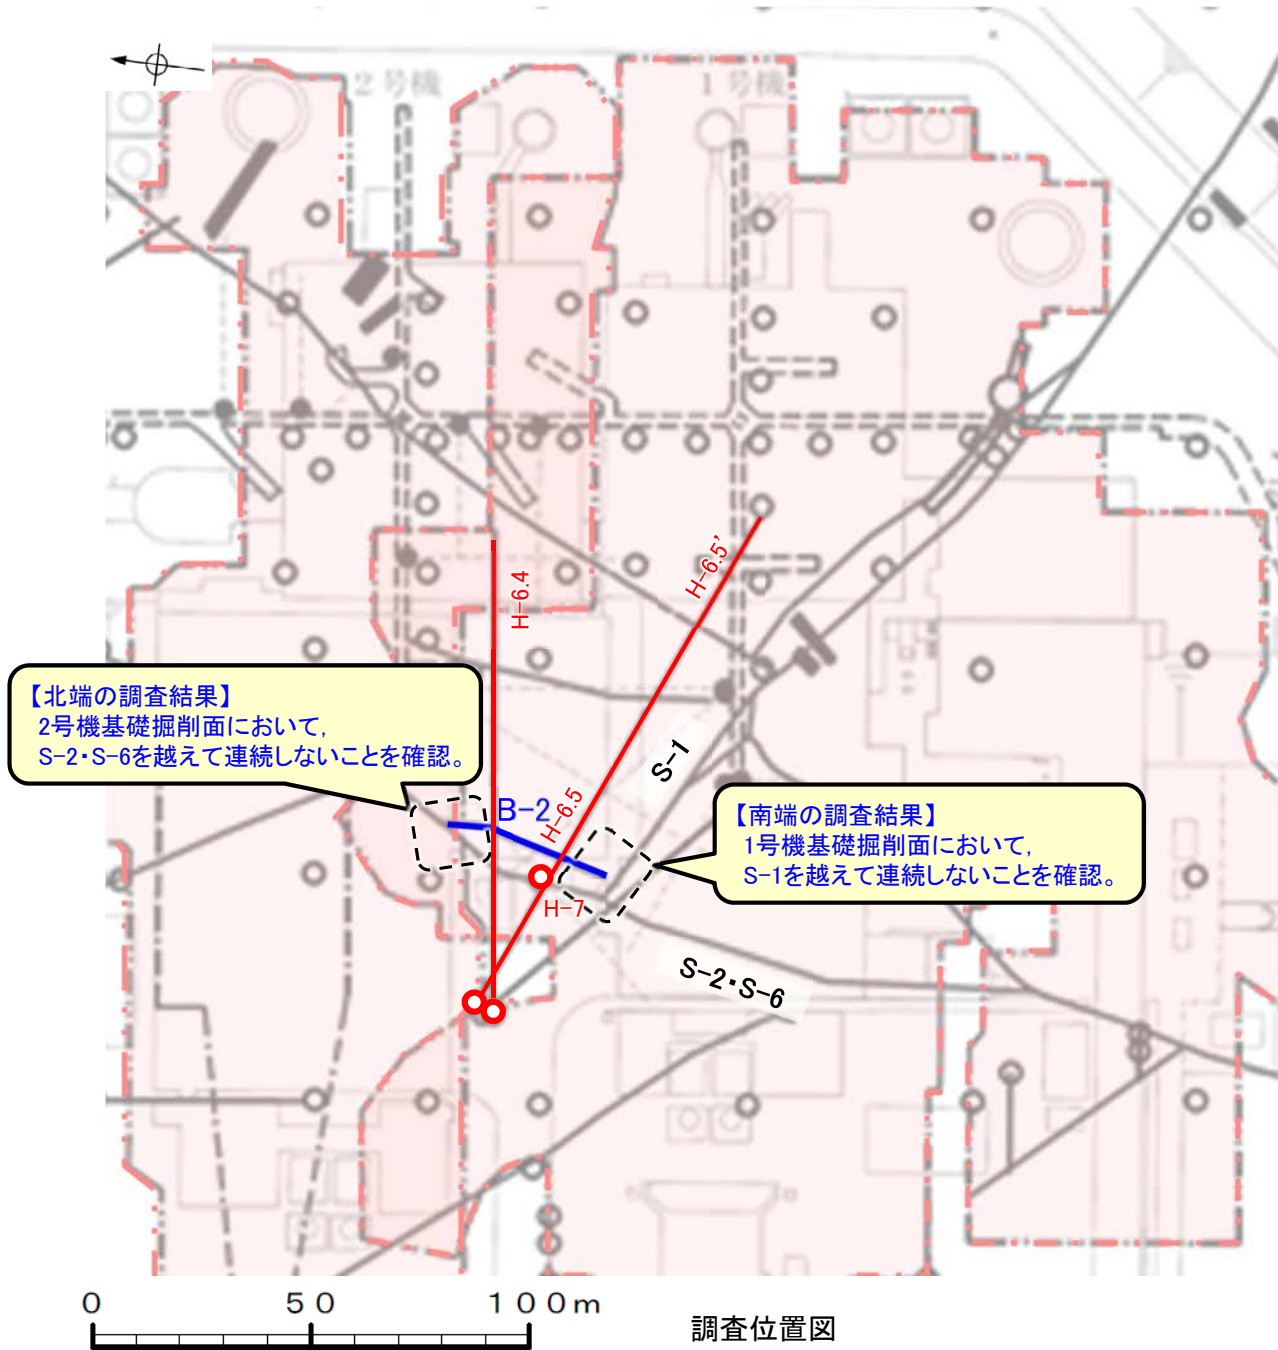 2号機
1号機
H-6.4
H-6.5’
【北端の調査結果】
2号機基礎掘削面において,
S-2・S-6を越えて連続しないことを確認。
S-1
B-2
H-6.5
【南端の調査結果】
1号機基礎掘削面において,
S-1を越えて連続しないことを確認。
H-7
S-2・S-6
0 50 100m
調査位置図